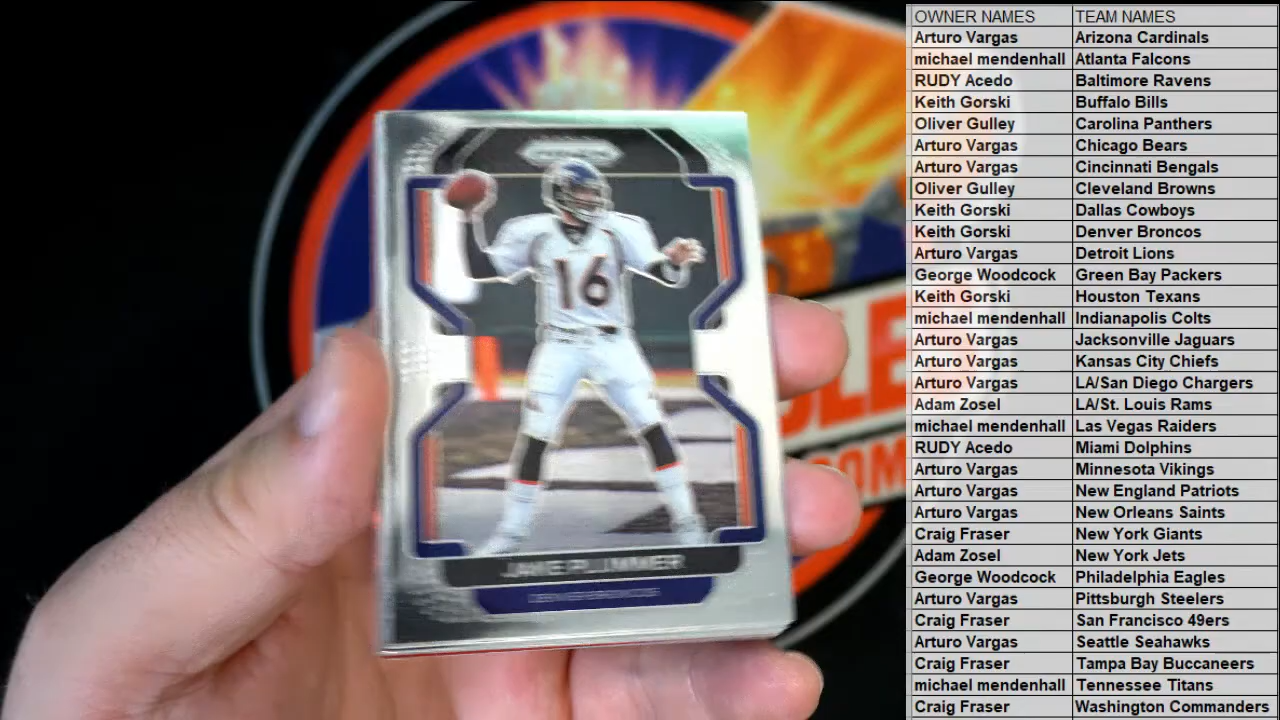 16
JAKE PLUMMER
OWNER NAMES TEAM NAMES
Arturo Vargas Arizona Cardinals
michael mendenhall Atlanta Falcons
RUDY Acedo Baltimore Ravens
Keith Gorski Buffalo Bills
Oliver Gulley Carolina Panthers
Arturo Vargas Chicago Bears
Arturo Vargas Cincinnati Bengals
Oliver Gulley Cleveland Browns
Keith Gorski Dallas Cowboys
Keith Gorski Denver Broncos
Arturo Vargas Detroit Lions
George Woodcock Green Bay Packers
Keith Gorski Houston Texans
michael mendenhall Indianapolis Colts
Arturo Vargas Jacksonville Jaguars
Arturo Vargas Kansas City Chiefs
Arturo Vargas LA/San Diego Chargers
Adam Zosel LA/St. Louis Rams
michael mendenhall Las Vegas Raiders
RUDY Acedo Miami Dolphins
Arturo Vargas Minnesota Vikings
Arturo Vargas New England Patriots
Arturo Vargas New Orleans Saints
Craig Fraser New York Giants
Adam Zosel New York Jets
George Woodcock Philadelphia Eagles
Arturo Vargas Pittsburgh Steelers
Craig Fraser San Francisco 49ers
Arturo Vargas Seattle Seahawks
Craig Fraser Tampa Bay Buccaneers
michael mendenhall Tennessee Titans
Craig Fraser Washington Commanders